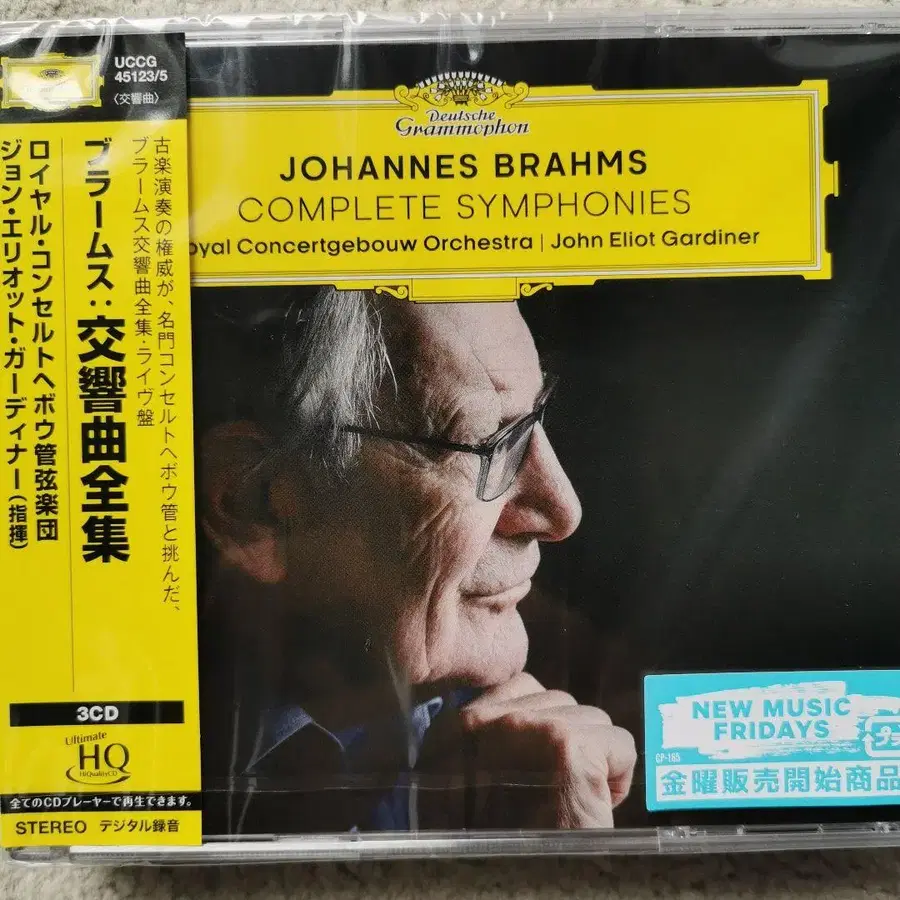 UCCG
45123/5
〈交響曲〉
古楽演奏の権威が、名門コンセルトヘボウ管と挑んだ、
ブラームス交響曲全集・ライヴ盤
ブラームス:交響曲全集
ロイヤル・コンセルトヘボウ管弦楽団
ジョン・エリオット・ガーディナー(指揮)
3CD
Ultimate
HQ
HiQualityCD
全てのCDプレーヤーで再生できます。
STEREO デジタル録音
Deutsche
Grammophon
JOHANNES BRAHMS
COMPLETE SYMPHONIES
oyal Concertgebouw Orchestra | John Eliot Gardiner
NEW MUSIC
FRIDAYS
CP-185
金曜販売開始商品